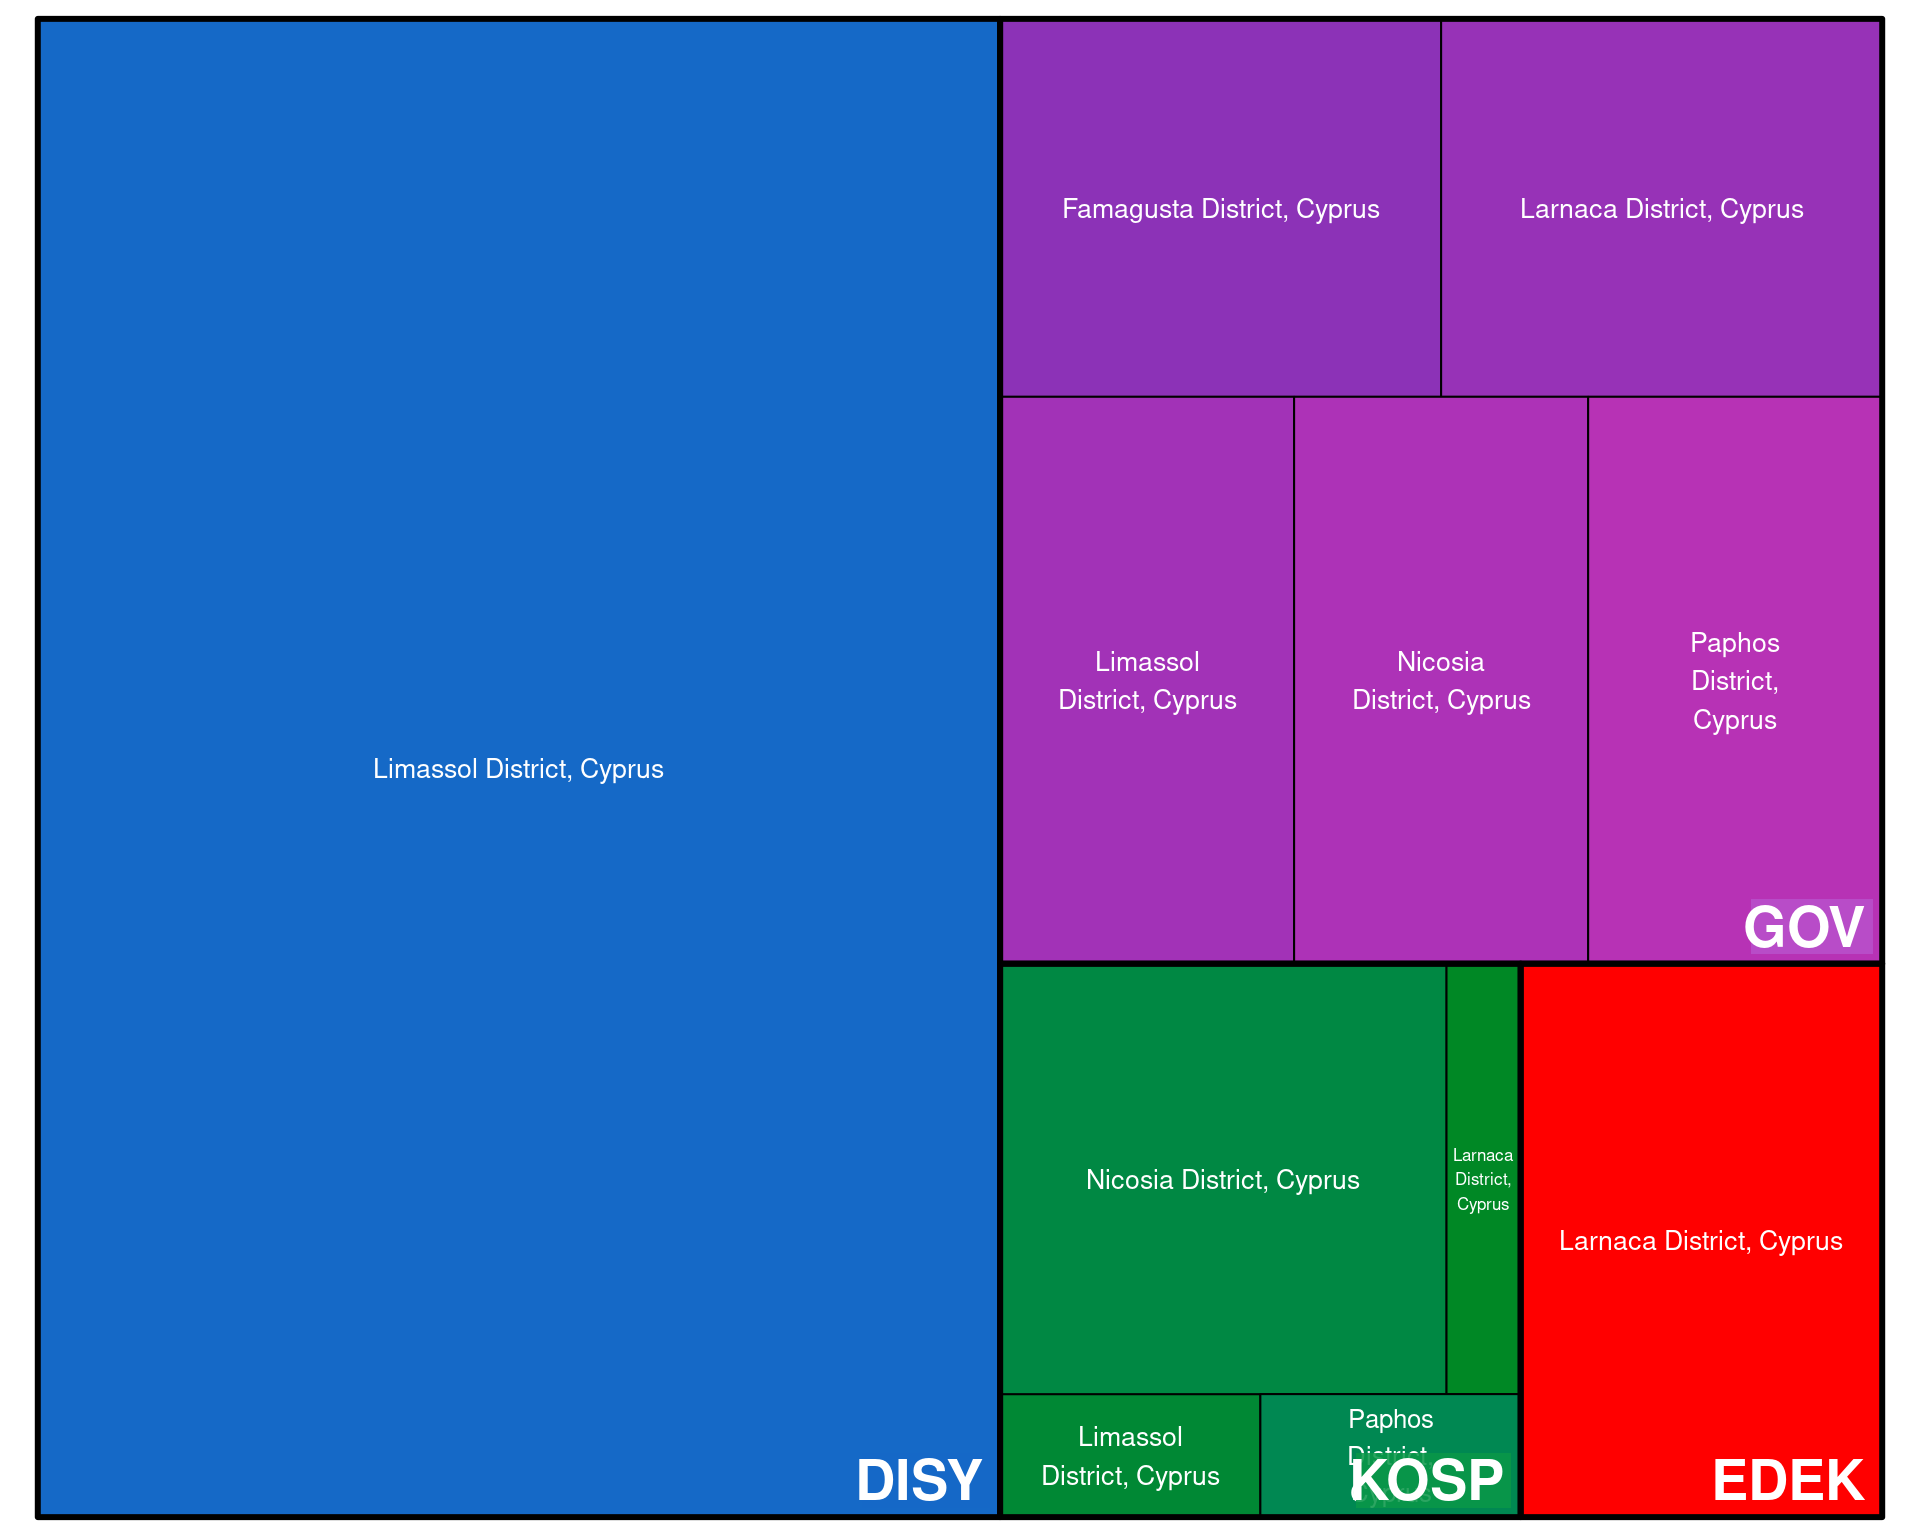 Famagusta District, Cyprus
Larnaca District, Cyprus
Limassol District, Cyprus
Limassol
District, Cyprus
Nicosia
District, Cyprus
Paphos
District,
Cyprus
GOV
Nicosia District, Cyprus
Larnaca
District,
Cyprus
Larnaca District, Cyprus
Limassol
District, Cyprus
Paphos
District,
Cyprus
DISY
KOSP
EDEK